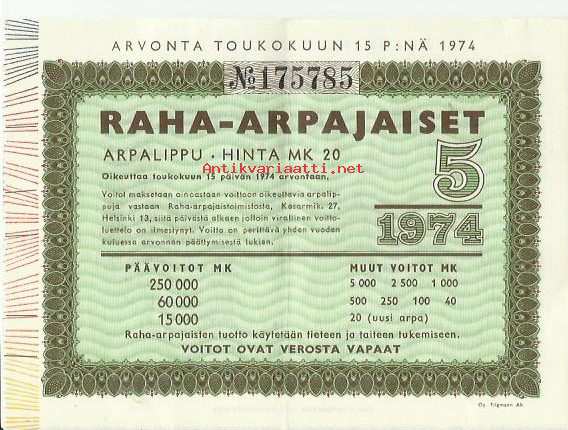 ARVONTA TOUKOKUUN 15 P:NÄ 1974
№175785
RAHA-ARPAJAISET
ARPALIPPU • HINTA MK 20
Antikvariaatti.net
Oikeuttaa toukokuun 15 päivän 1974 arvontaan.
5
1974
Voitot maksetaan ainoastaan voittoon oikeuttavia arpalip-
puja vastaan Raha-arpajaistoimistosta, Kasarmik. 27,
Helsinki 13, siitä päivästä alkaen jolloin virallinen voitto-
luettelo on ilmestynyt. Voitto on perittävä yhden vuoden
kuluessa arvonnan päättymisestä lukien.
PÄÄVOITOT MK
250 000
60 000
15 000
MUUT VOITOT MK
5 000 2 500 1 000
500 250 100 40
20 (uusi arpa)
Raha-arpajaisten tuotto käytetään tieteen ja taiteen tukemiseen.
VOITOT OVAT VEROSTA VAPAAT
Oy. Tilgmann Ab.